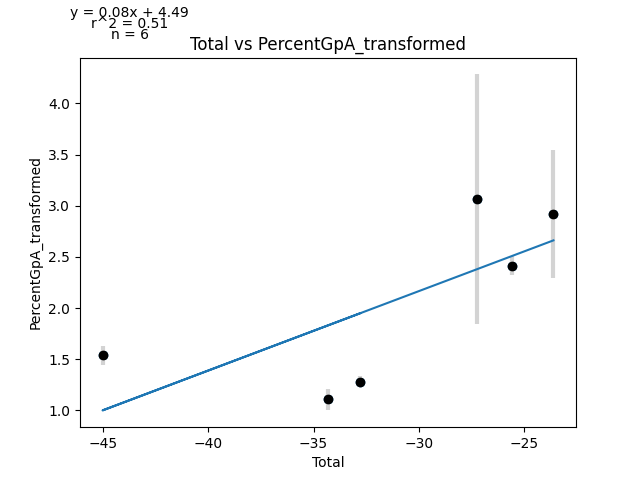 y = 0.08x + 4.49
r^2 = 0.51
n = 6
Total vs PercentGpA_transformed
4.0
3.5
3.0
2.5
2.0
1.5
1.0
PercentGpA_transformed
−45
−40
−35
−30
−25
Total